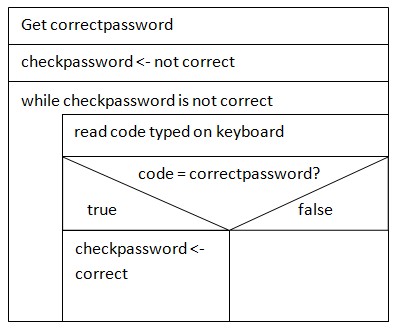 Get correctpassword
checkpassword <- not correct
while checkpassword is not correct
read code typed on keyboard
code = correctpassword?
true
false
checkpassword <-
correct